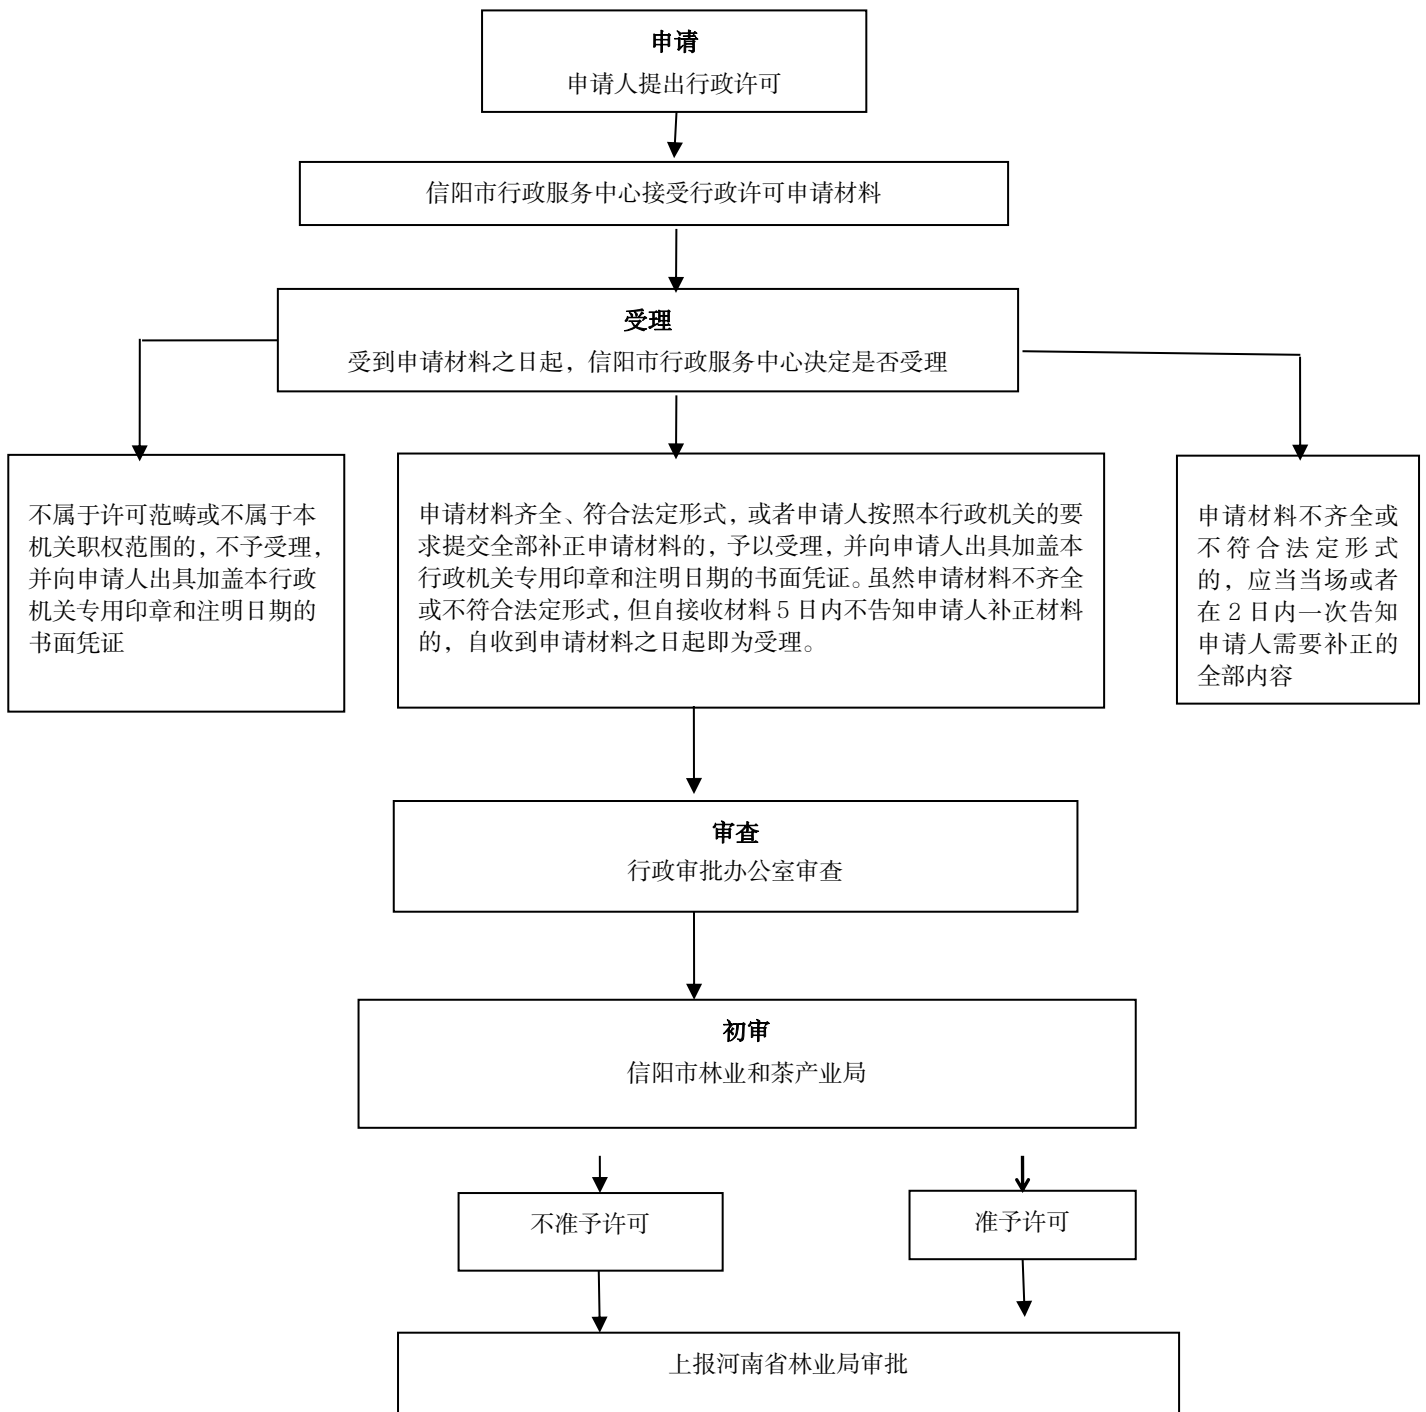 申请
申请人提出行政许可
信阳市行政服务中心接受行政许可申请材料
受理
受到申请材料之日起，信阳市行政服务中心决定是否受理
不属于许可范畴或不属于本
机关职权范围的，不予受理，
并向申请人出具加盖本行政
机关专用印章和注明日期的
书面凭证
申请材料齐全、符合法定形式，或者申请人按照本行政机关的要
求提交全部补正申请材料的，予以受理，并向申请人出具加盖本
行政机关专用印章和注明日期的书面凭证。虽然申请材料不齐全
或不符合法定形式，但自接收材料5日内不告知申请人补正材料
的，自收到申请材料之日起即为受理。
申请材料不齐全或
不符合法定形式
的，应当当场或者
在2日内一次告知
申请人需要补正的
全部内容
审查
行政审批办公室审查
初审
信阳市林业和茶产业局
不准予许可
准予许可
上报河南省林业局审批